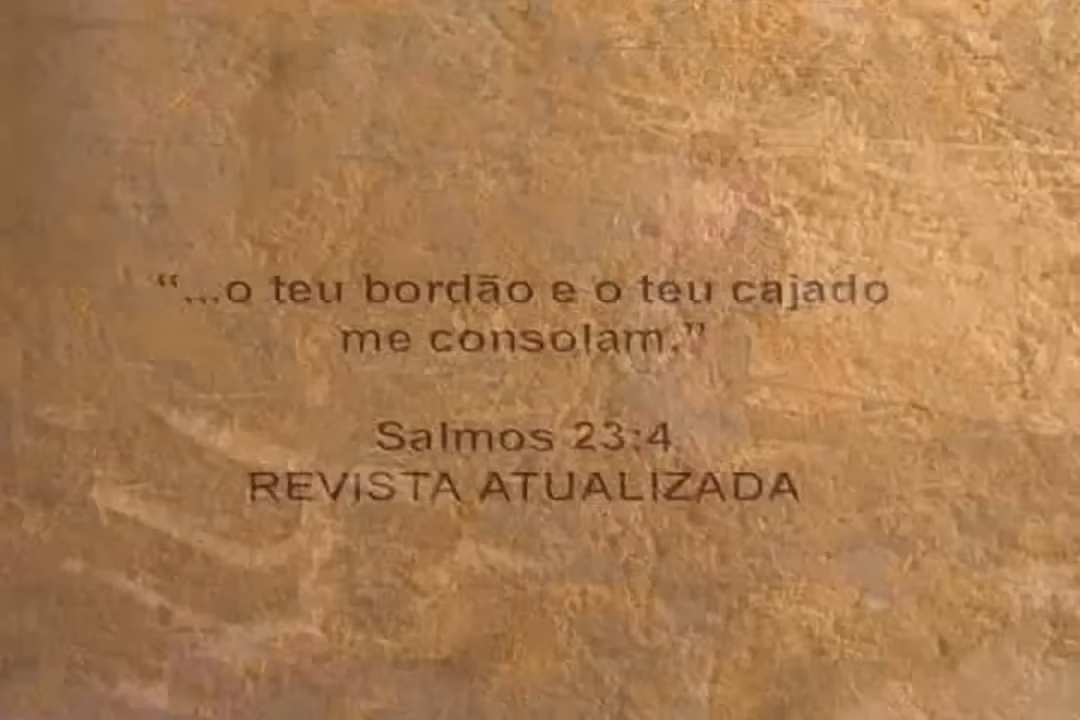 “...o teu bordão e o teu cajado
me consolam.”
Salmos 23:4
REVISTA ATUALIZADA